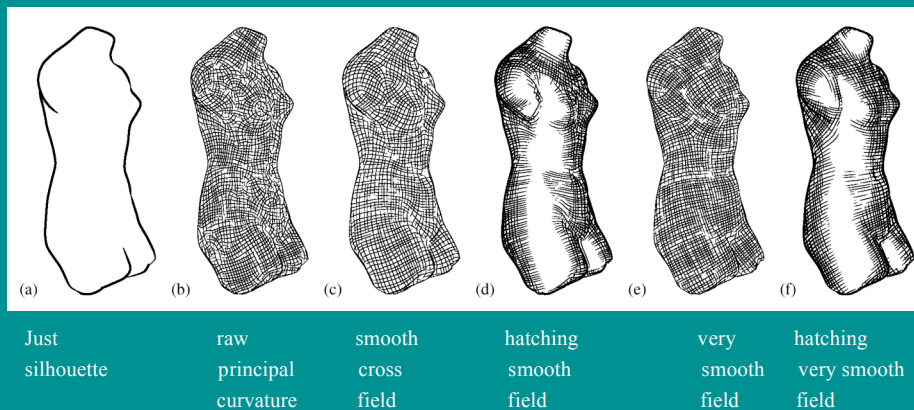 (a) (b) (c) (d) (e) (f)
Just raw smooth hatching very hatching
silhouette principal cross smooth smooth very smooth
curvature field field field field